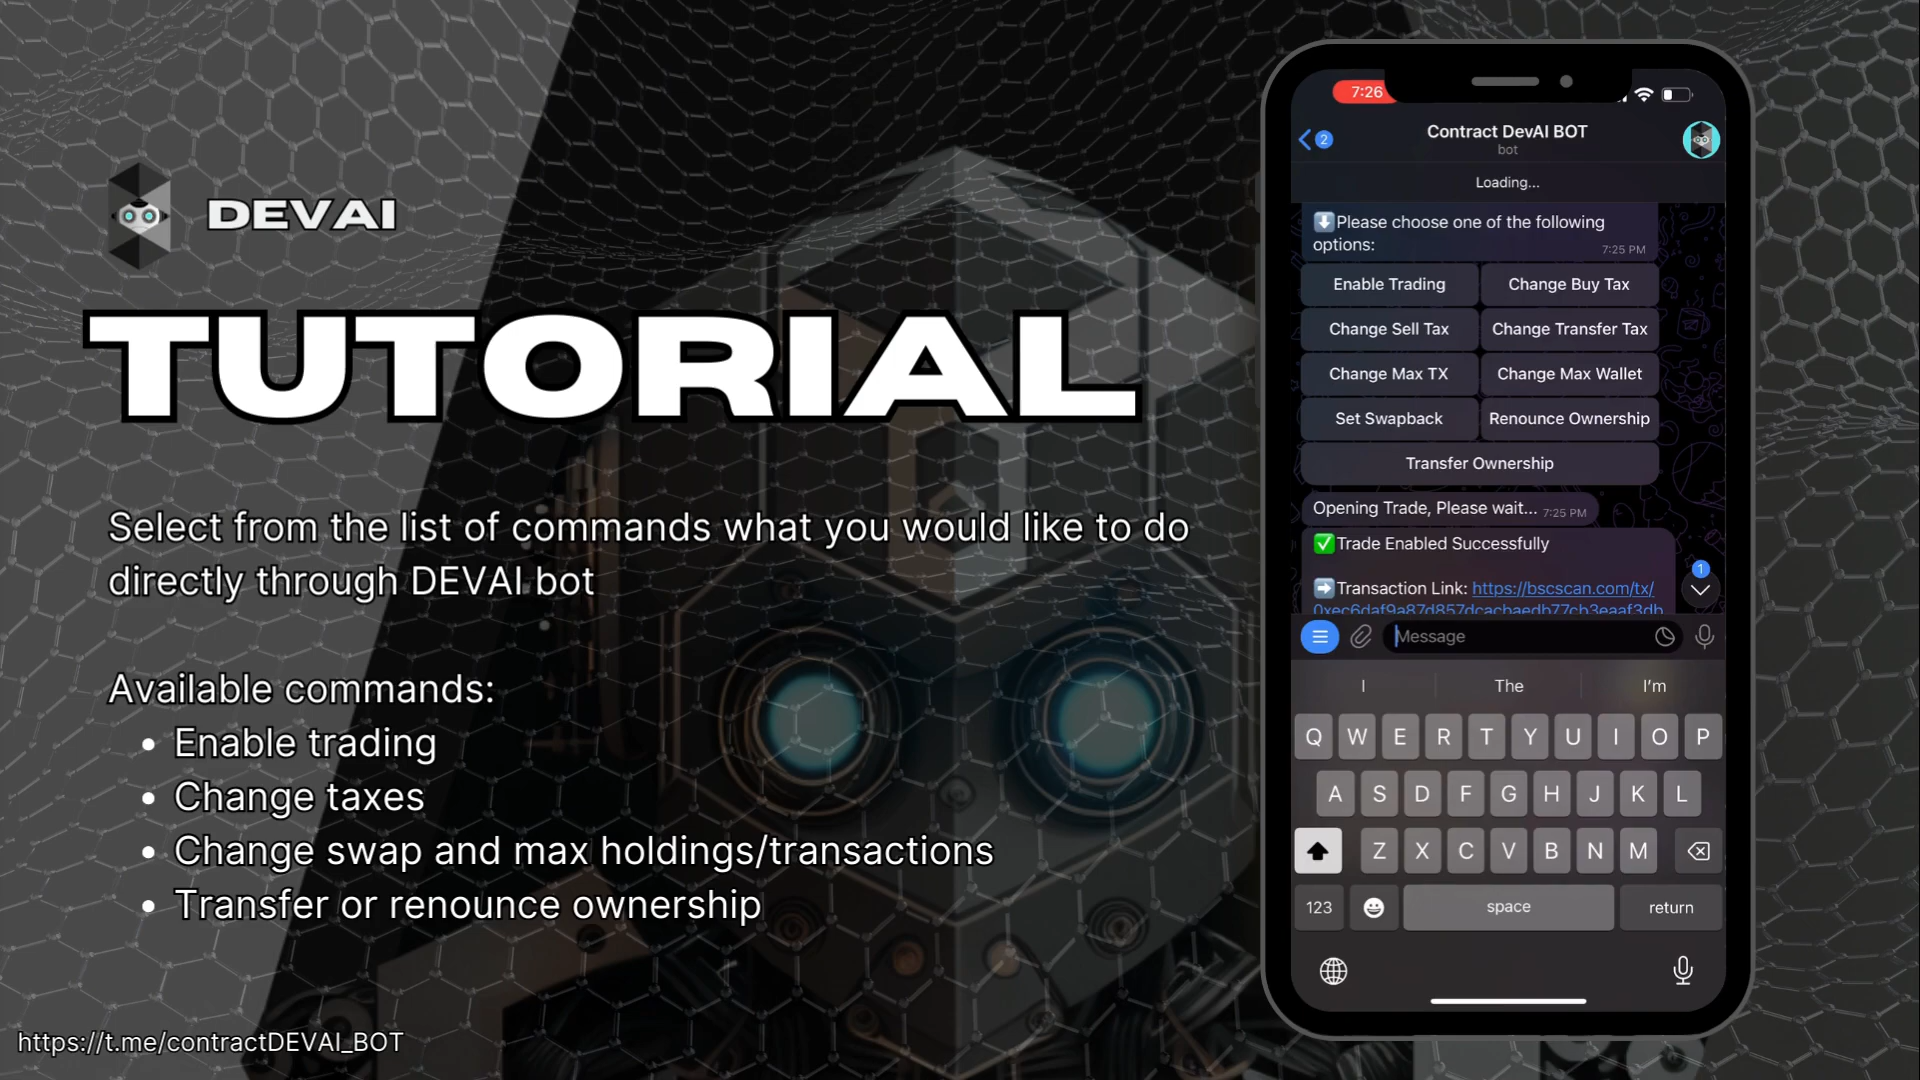 DEVAI
TUTORIAL
Select from the list of commands what you would like to do
directly through DEVAI bot
Available commands:
• Enable trading
• Change taxes
• Change swap and max holdings/transactions
• Transfer or renounce ownership
https://t.me/contractDEVAI_BOT
7:26
2
Contract DevAI BOT
bot
Loading...
Please choose one of the following
options:
7:25 PM
Enable Trading
Change Buy Tax
Change Sell Tax
Change Transfer Tax
Change Max TX
Change Max Wallet
Set Swapback
Renounce Ownership
Transfer Ownership
Opening Trade, Please wait... 7:25 PM
Trade Enabled Successfully
1
Transaction Link: https://bscscan.com/tx/
0xec6daf9a87d857dcacbaedb77cb3eaaf3db
Message
I The I'm
Q W E R T Y U I O P
A S D F G H J K L
Z X C V B N M
123 space return